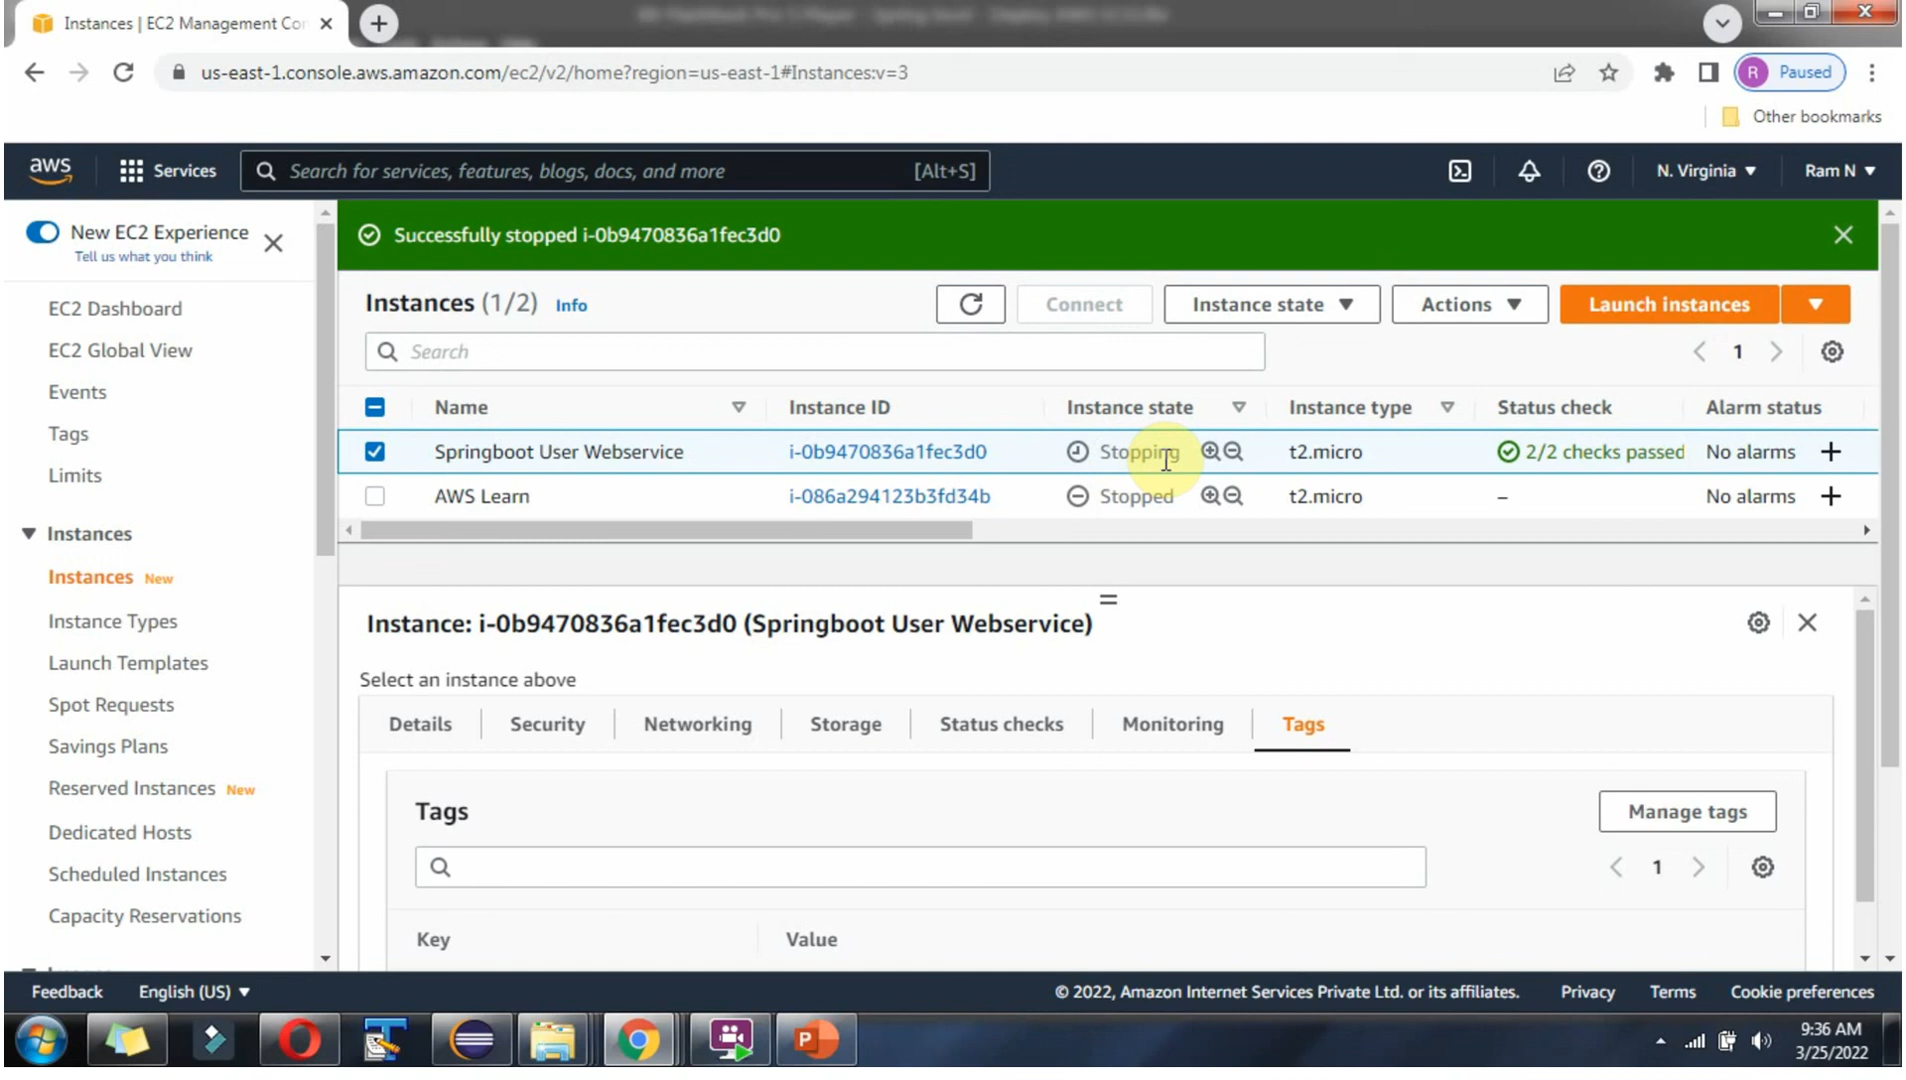 Instances | EC2 Management Con
us-east-1.console.aws.amazon.com/ec2/v2/home?region=us-east-1#Instances:v=3
R Paused
Other bookmarks
aws Services Search for services, features, blogs, docs, and more [Alt+S] N. Virginia Ram N
New EC2 Experience
Tell us what you think
EC2 Dashboard
EC2 Global View
Events
Tags
Limits
Instances
Instances New
Instance Types
Launch Templates
Spot Requests
Savings Plans
Reserved Instances New
Dedicated Hosts
Scheduled Instances
Capacity Reservations
Successfully stopped i-0b9470836a1fec3d0
Instances (1/2) Info Connect Instance state Actions Launch instances
Search 1
Name Instance ID Instance state Instance type Status check Alarm status
Springboot User Webservice i-0b9470836a1fec3d0 Stopping t2.micro 2/2 checks passed No alarms +
AWS Learn i-086a294123b3fd34b Stopped t2.micro – No alarms +
Instance: i-0b9470836a1fec3d0 (Springboot User Webservice)
Select an instance above
Details Security Networking Storage Status checks Monitoring Tags
Tags Manage tags
1
Key Value
Feedback English (US) © 2022, Amazon Internet Services Private Ltd. or its affiliates. Privacy Terms Cookie preferences
9:36 AM
3/25/2022